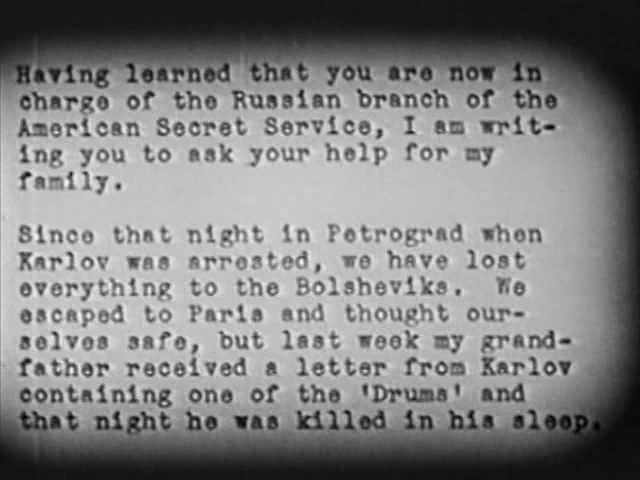 Having learned that you are now in
charge of the Russian branch of the
American Secret Service, I am writ-
ing you to ask your help for my
family.
Since that night in Petrograd when
Karlov was arrested, we have lost
everything to the Bolsheviks. We
escaped to Paris and thought our-
selves safe, but last week my grand-
father received a letter from Karlov
containing one of the 'Drums' and
that night he was killed in his sleep.